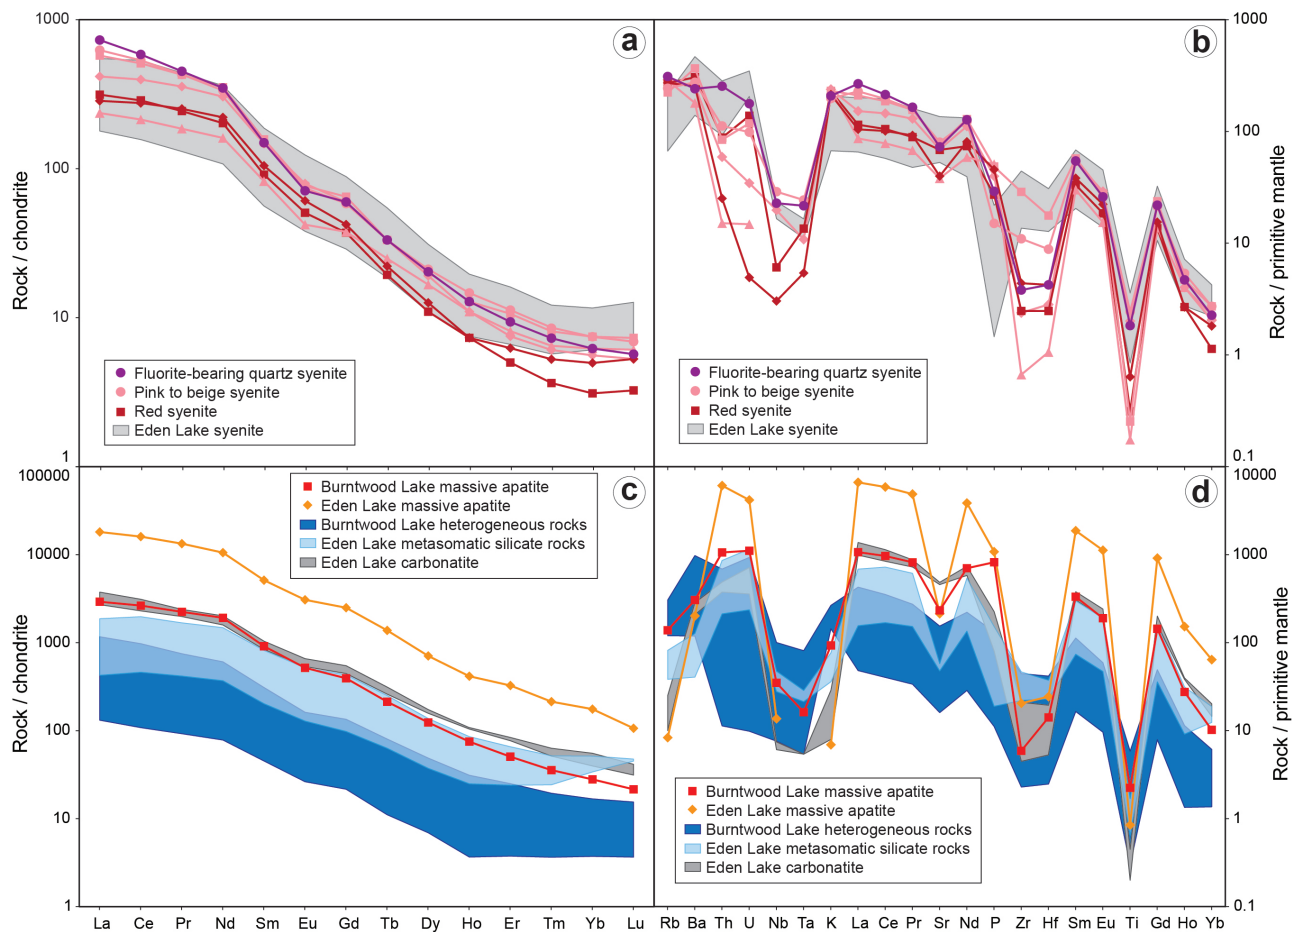 1000
100
10
1
Rock / chondrite
a
Fluorite-bearing quartz syenite
Pink to beige syenite
Red syenite
Eden Lake syenite
b
1000
100
10
1
0.1
Rock / primitive mantle
Fluorite-bearing quartz syenite
Pink to beige syenite
Red syenite
Eden Lake syenite
100000
10000
1000
100
10
1
Rock / chondrite
c
Burntwood Lake massive apatite
Eden Lake massive apatite
Burntwood Lake heterogeneous rocks
Eden Lake metasomatic silicate rocks
Eden Lake carbonatite
La Ce Pr Nd Sm Eu Gd Tb Dy Ho Er Tm Yb Lu
d
10000
1000
100
10
1
0.1
Rock / primitive mantle
Burntwood Lake massive apatite
Eden Lake massive apatite
Burntwood Lake heterogeneous rocks
Eden Lake metasomatic silicate rocks
Eden Lake carbonatite
Rb Ba Th U Nb Ta K La Ce Pr Sr Nd P Zr Hf Sm Eu Ti Gd Ho Yb